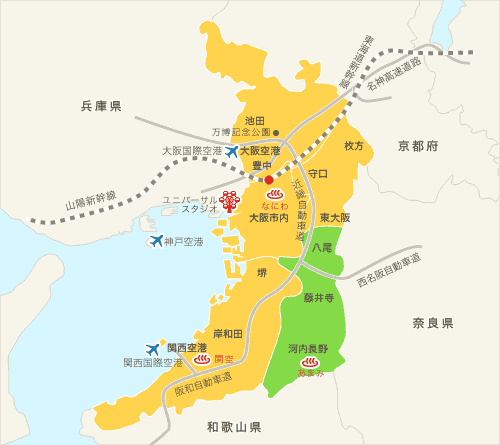 東海道新幹線
名神高速道路
兵庫県
池田
万博記念公園
大阪国際空港
大阪空港
豊中
枚方
京都府
守口
山陽新幹線
ユニバーサル
スタジオ
なにわ
近畿自動車道
大阪市内
東大阪
神戸空港
八尾
堺
西名阪自動車道
藤井寺
奈良県
岸和田
関西空港
関西国際空港
関空
河内長野
あまみ
阪和自動車道
和歌山県